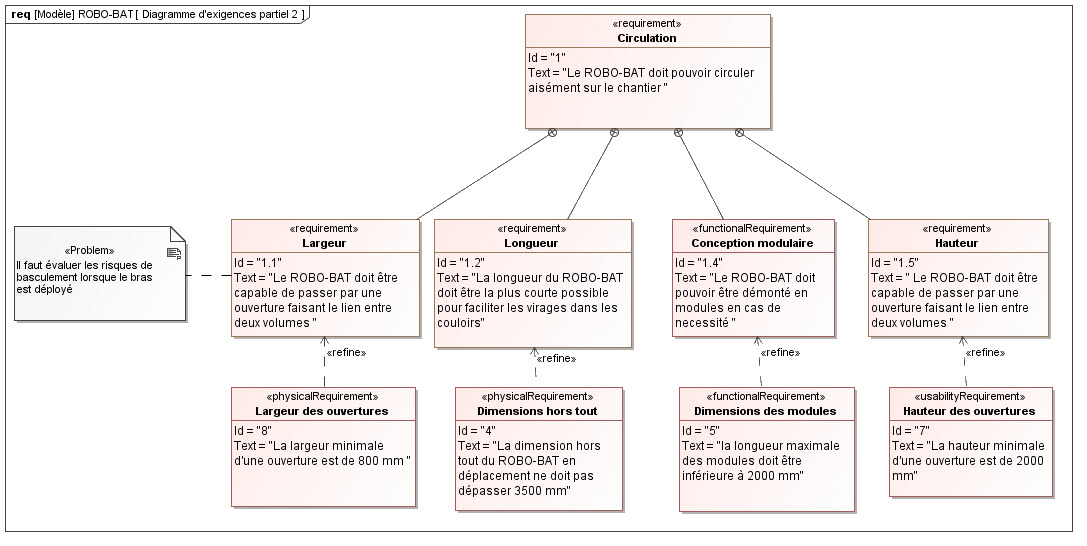 req [Modèle] ROBO-BAT [ Diagramme d'exigences partiel 2 ]
«requirement»
Circulation
Id = "1"
Text = "Le ROBO-BAT doit pouvoir circuler
aisément sur le chantier "
«Problem»
Il faut évaluer les risques de
basculement lorsque le bras
est déployé
«requirement»
Largeur
Id = "1.1"
Text = "Le ROBO-BAT doit être
capable de passer par une
ouverture faisant le lien entre
deux volumes "
«requirement»
Longueur
Id = "1.2"
Text = "La longueur du ROBO-BAT
doit être la plus courte possible
pour faciliter les virages dans les
couloirs"
«functionalRequirement»
Conception modulaire
Id = "1.4"
Text = "Le ROBO-BAT doit
pouvoir être démonté en
modules en cas de
necessité "
«requirement»
Hauteur
Id = "1.5"
Text = " Le ROBO-BAT doit être
capable de passer par une
ouverture faisant le lien entre
deux volumes "
«refine»
«refine»
«refine»
«refine»
«physicalRequirement»
Largeur des ouvertures
Id = "8"
Text = "La largeur minimale
d'une ouverture est de 800 mm "
«physicalRequirement»
Dimensions hors tout
Id = "4"
Text = "La dimension hors
tout du ROBO-BAT en
déplacement ne doit pas
dépasser 3500 mm"
«functionalRequirement»
Dimensions des modules
Id = "5"
Text = "la longueur maximale
des modules doit être
inférieure à 2000 mm"
«usabilityRequirement»
Hauteur des ouvertures
Id = "7"
Text = "La hauteur minimale
d'une ouverture est de 2000
mm"